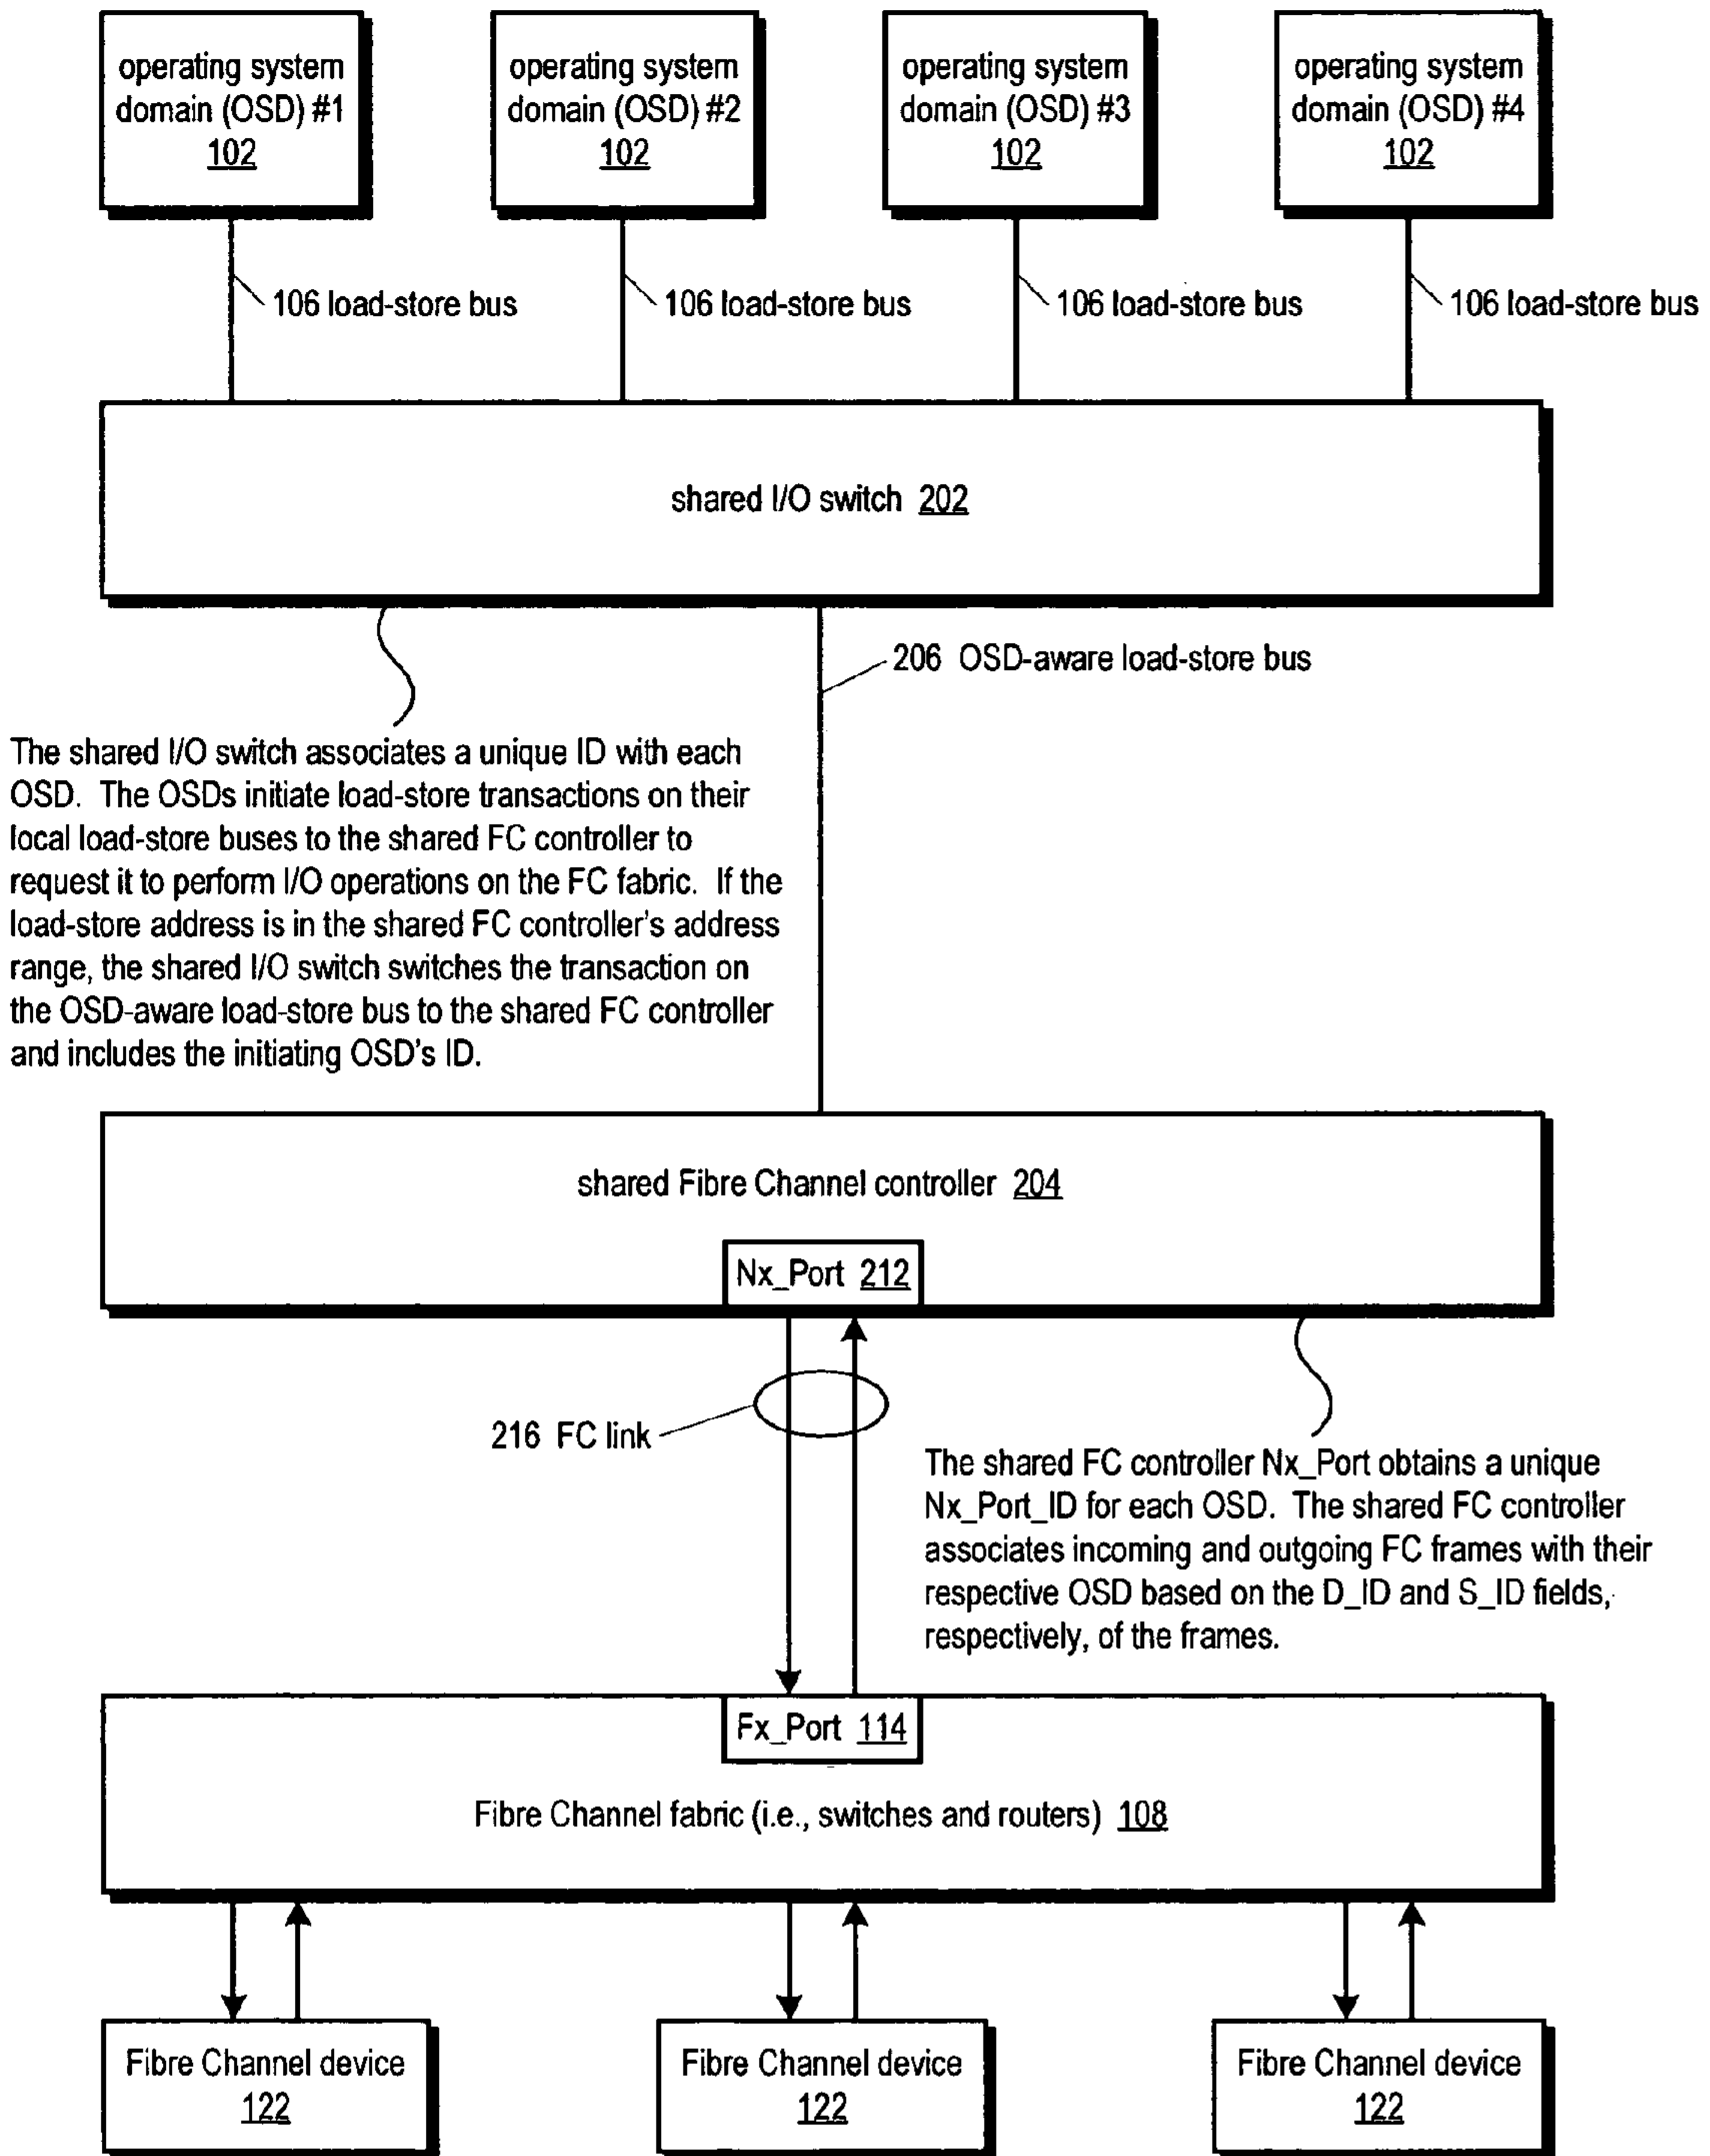 operating system
domain (OSD) #1
102
operating system
domain (OSD) #2
102
operating system
domain (OSD) #3
102
operating system
domain (OSD) #4
102
106 load-store bus
106 load-store bus
106 load-store bus
106 load-store bus
shared I/O switch 202
206 OSD-aware load-store bus
The shared I/O switch associates a unique ID with each
OSD. The OSDs initiate load-store transactions on their
local load-store buses to the shared FC controller to
request it to perform I/O operations on the FC fabric. If the
load-store address is in the shared FC controller's address
range, the shared I/O switch switches the transaction on
the OSD-aware load-store bus to the shared FC controller
and includes the initiating OSD's ID.
shared Fibre Channel controller 204
Nx_Port 212
216 FC link
The shared FC controller Nx_Port obtains a unique
Nx_Port_ID for each OSD. The shared FC controller
associates incoming and outgoing FC frames with their
respective OSD based on the D_ID and S_ID fields,
respectively, of the frames.
Fx_Port 114
Fibre Channel fabric (i.e., switches and routers) 108
Fibre Channel device
122
Fibre Channel device
122
Fibre Channel device
122